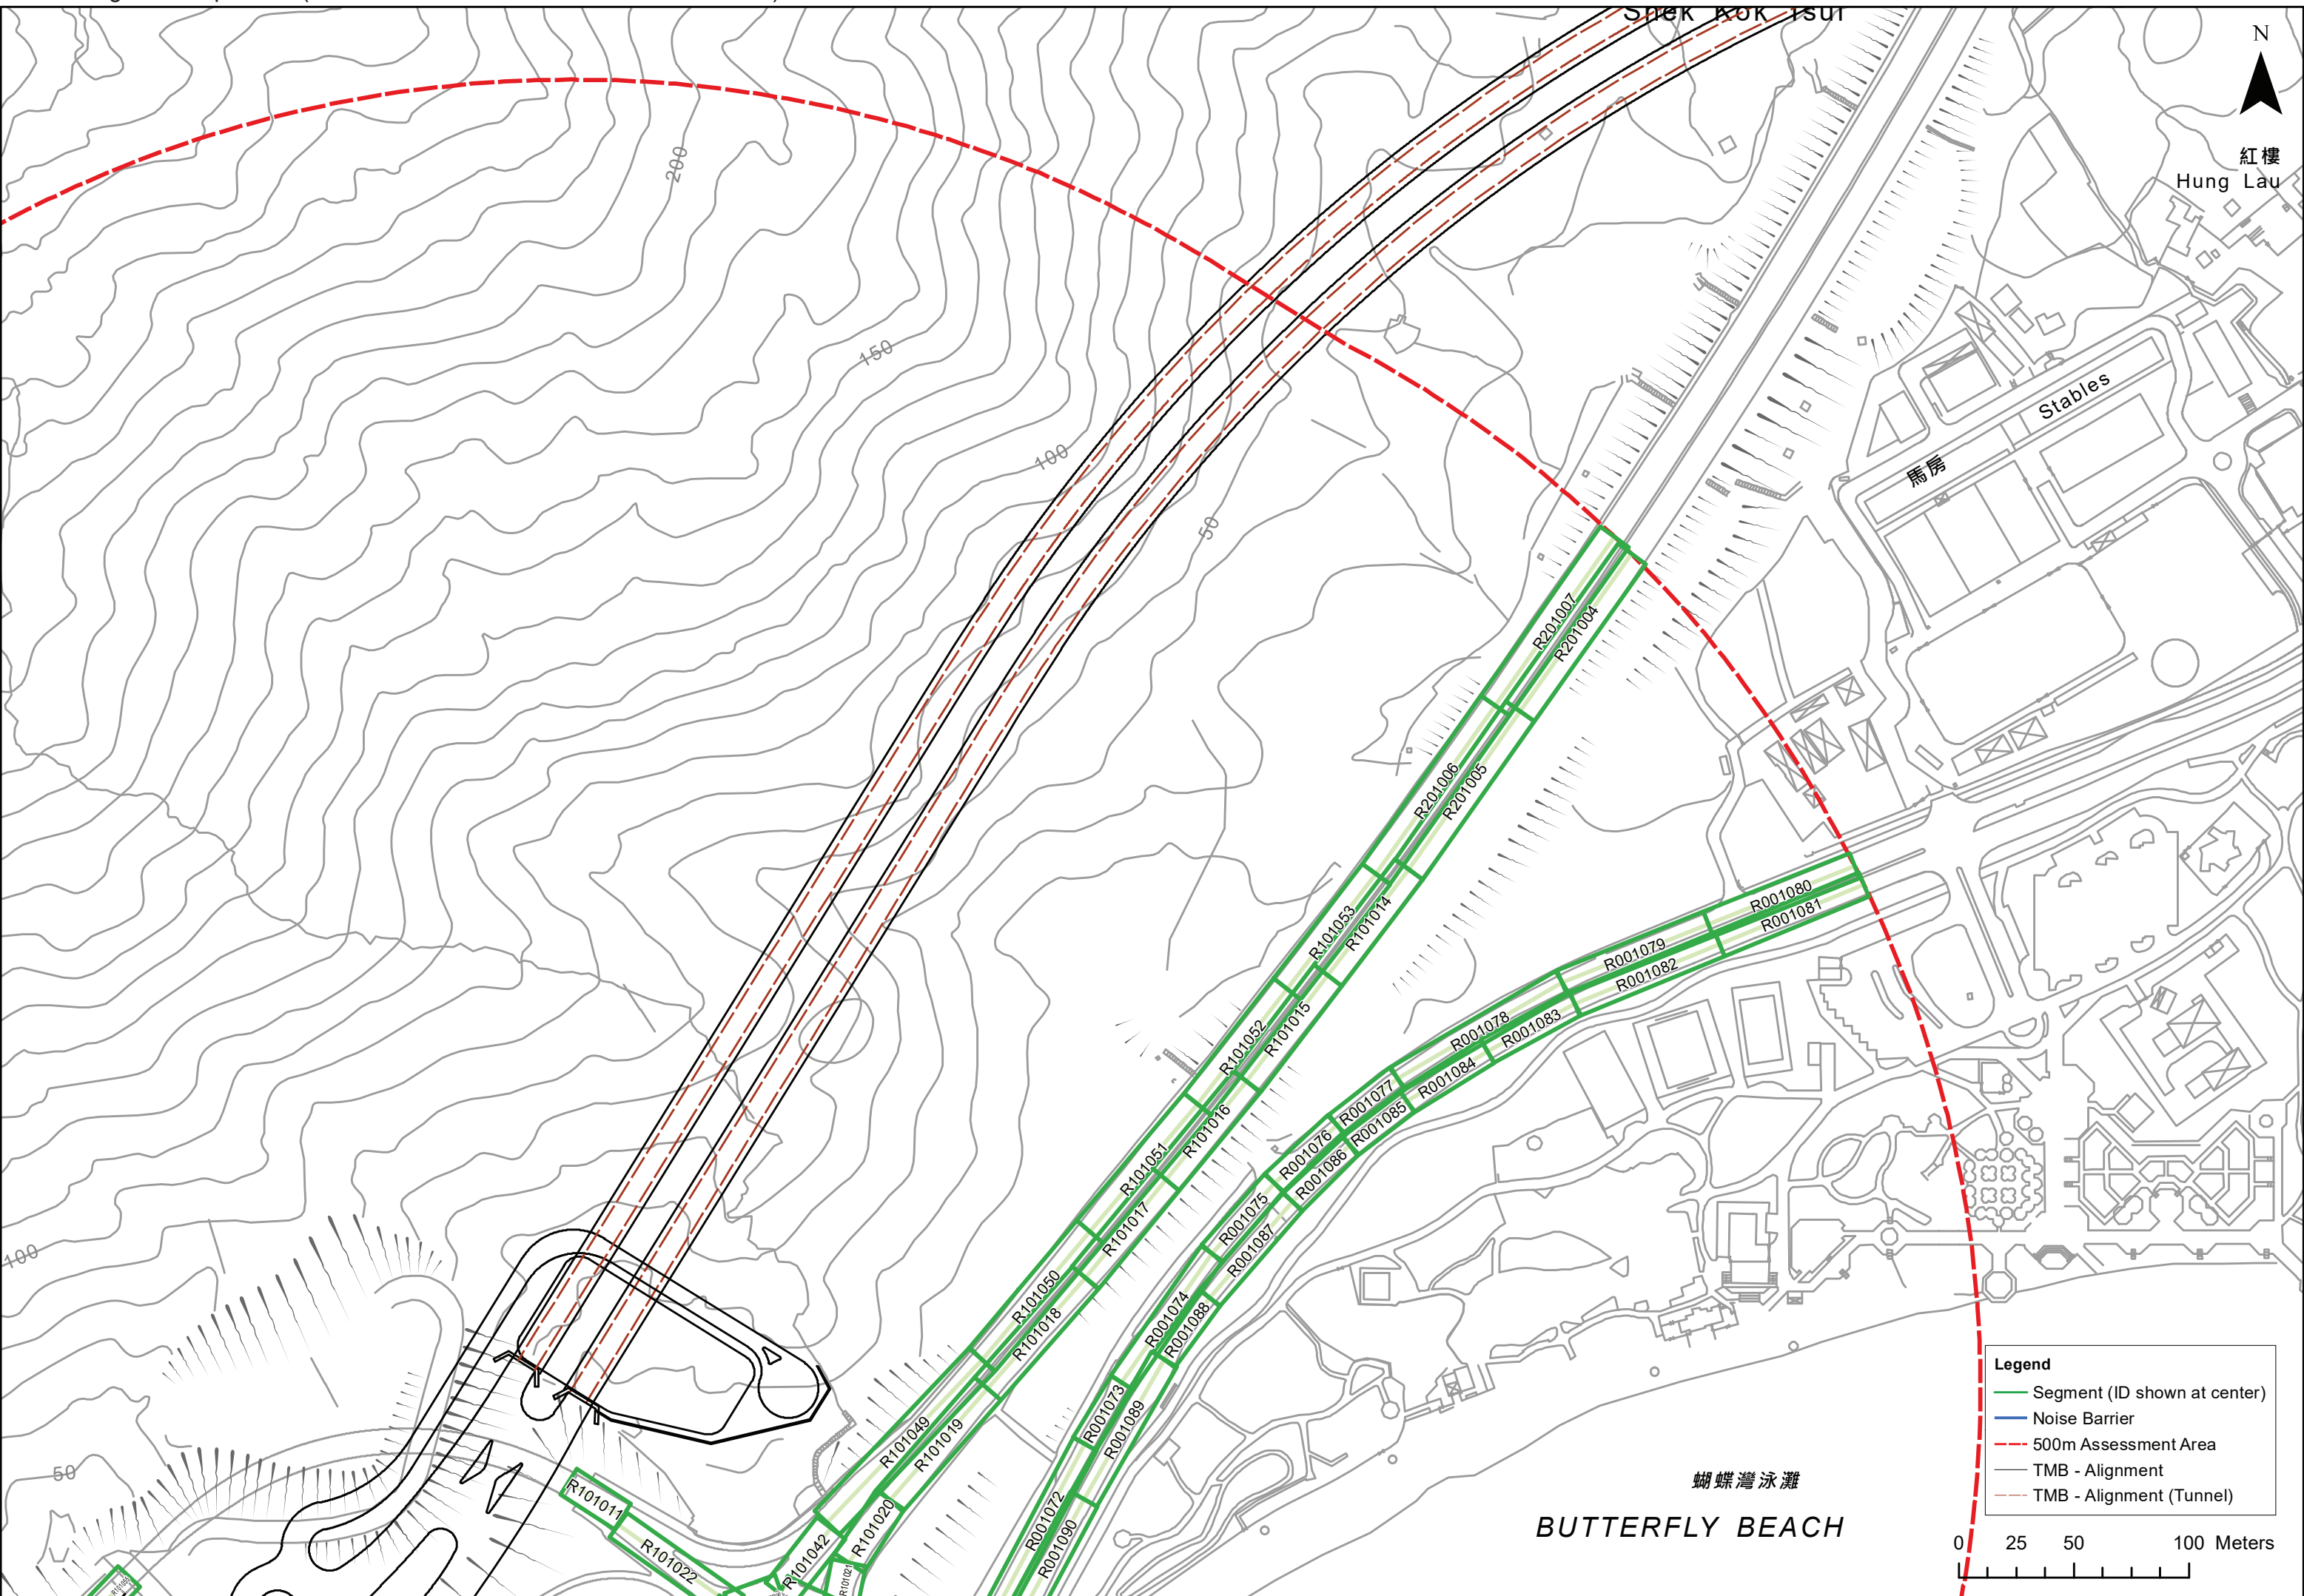 Shek Kok Tsui
N
紅樓
Hung Lau
200
150
100
50
Stables
馬房
R201007
R201004
R201006
R201005
R101053
R101014
R001080
R001081
R001079
R001082
R101052
R101015
R001078
R001083
R001077
R001084
R001085
R101051
R101016
R001076
R001086
R101017
R001075
R001087
100
R101050
R101018
R001074
R001088
R101049
R101019
R001073
R001089
50
R101011
R101020
R001072
R001090
R101022
R101042
R101021
蝴蝶灣泳灘
BUTTERFLY BEACH
Legend
Segment (ID shown at center)
Noise Barrier
500m Assessment Area
TMB - Alignment
TMB - Alignment (Tunnel)
0 25 50 100 Meters